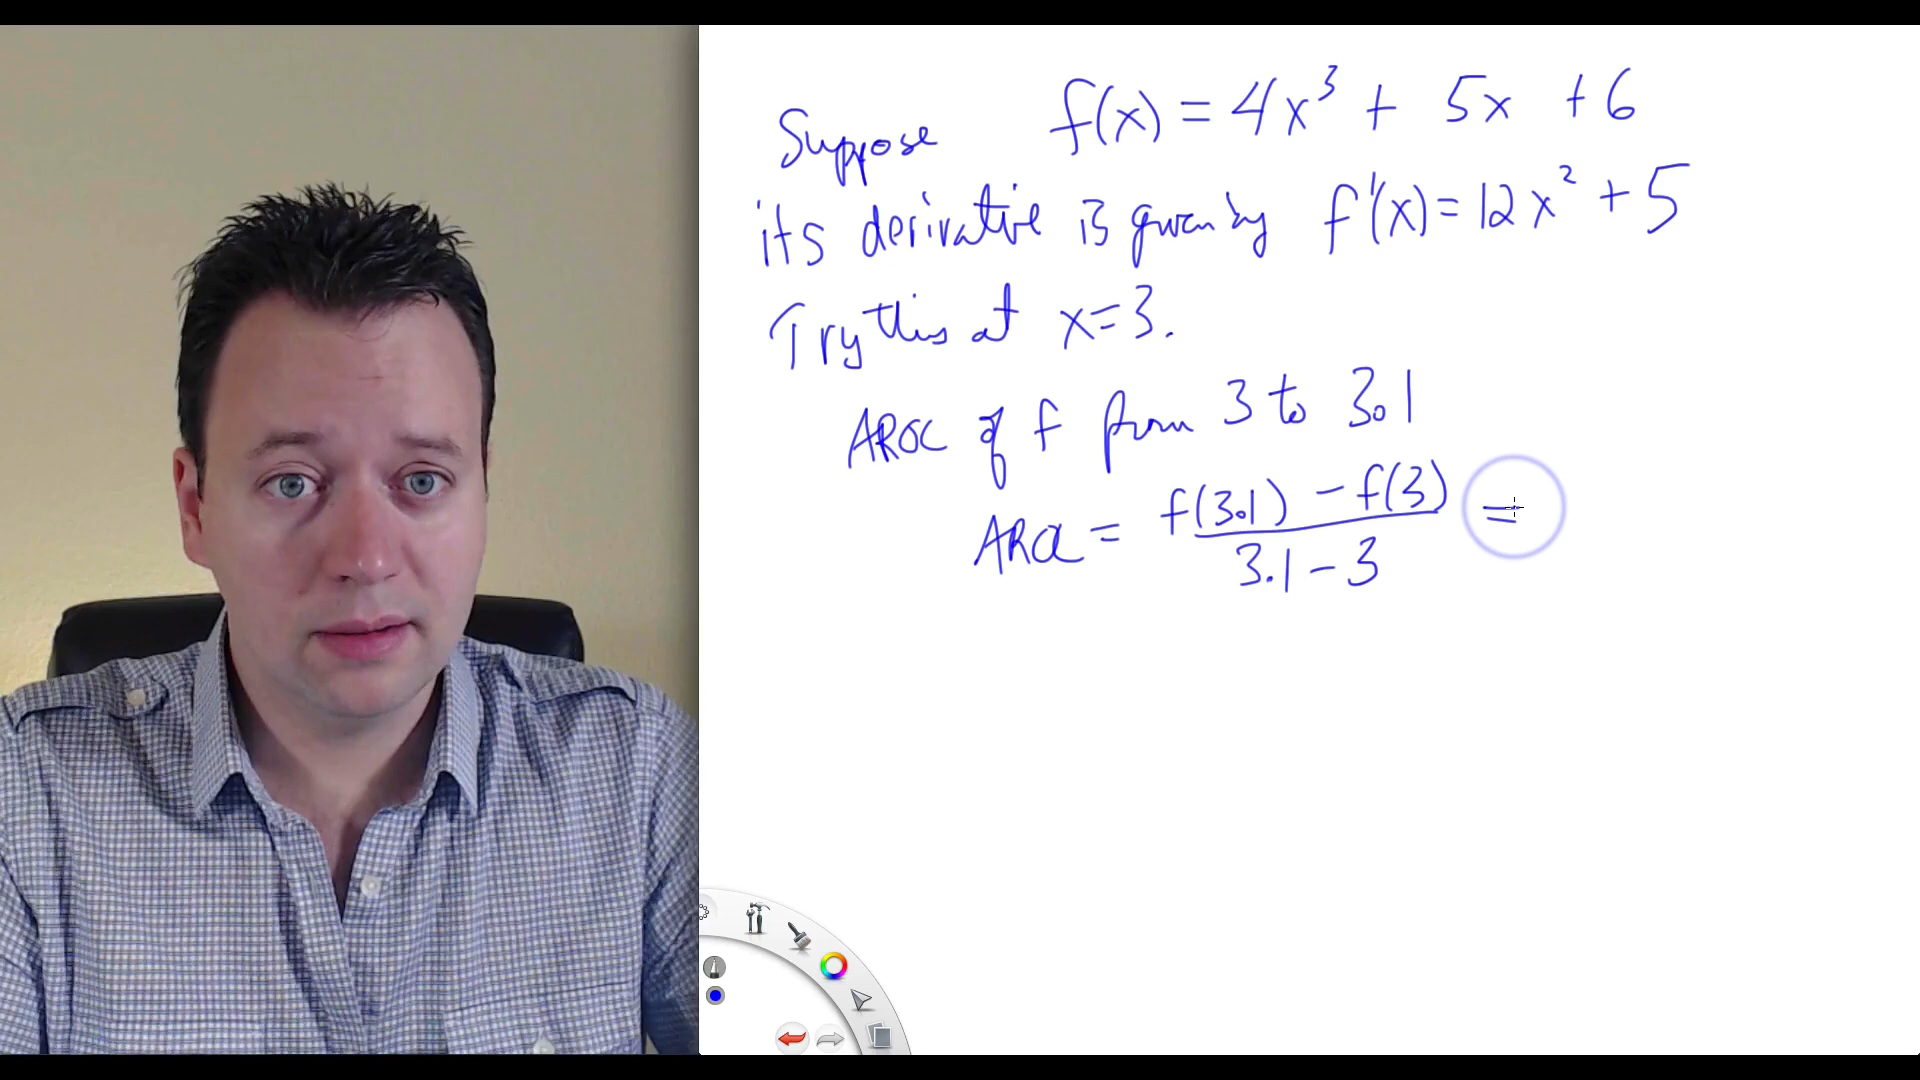 Suppose f(x) = 4x³ + 5x + 6
its derivative is given by f'(x) = 12x² + 5
Try this at x=3.
AROC of f from 3 to 3.1
AROC = f(3.1) - f(3) =
3.1 - 3